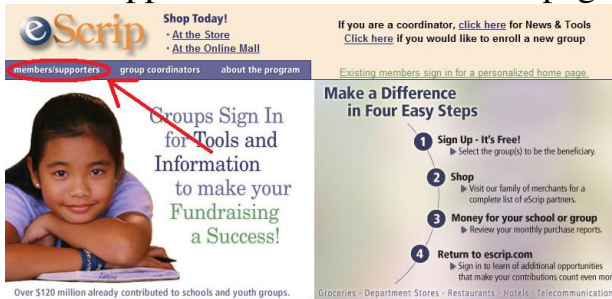 eScrip
Shop Today!
· At the Store
· At the Online Mall
If you are a coordinator, click here for News & Tools
Click here if you would like to enroll a new group
members/supporters group coordinators about the program
Existing members sign in for a personalized home page.
Groups Sign In
for Tools and
Information
to make your
Fundraising
a Success!
Over $120 million already contributed to schools and youth groups.
Make a Difference
in Four Easy Steps
1 Sign Up - It's Free!
Select the group(s) to be the beneficiary.
2 Shop
Visit our family of merchants for a
complete list of eScrip partners.
3 Money for your school or group
Review your monthly purchase reports.
4 Return to escrip.com
Sign in to learn of additional opportunities
that make your contributions count even
Groceries - Department Stores - Restaurants - Hotels - Telecommunication